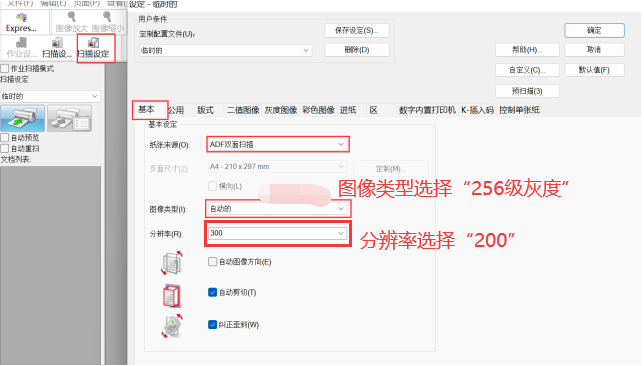 文件(F) 编辑(E) 页面(P) 查看(
Expres...
图像放大 图像缩小
作业设... 扫描设... 扫描设定
作业扫描模式
扫描设定
临时的
自动预览
自动重扫
文档列表:
设定 - 临时的
用户条件
定制配置文件(U):
临时的
保存设定(S)...
删除(D)
确定
帮助(H)...
取消
自定义(C)...
默认值(F)
预扫描(3)
基本 公用 版式 二值图像 灰度图像 彩色图像 进纸 区 数字内置打印机 K-插入码 控制单张纸
基本设定
纸张来源(O):
ADF双面扫描
页面尺寸(Z):
A4 - 210 x 297 mm
定制(M)...
横向(L)
图像类型选择“256级灰度”
图像类型(I):
自动的
分辨率(R):
300
分辨率选择“200”
自动图像方向(E)
自动剪切(T)
纠正歪斜(W)